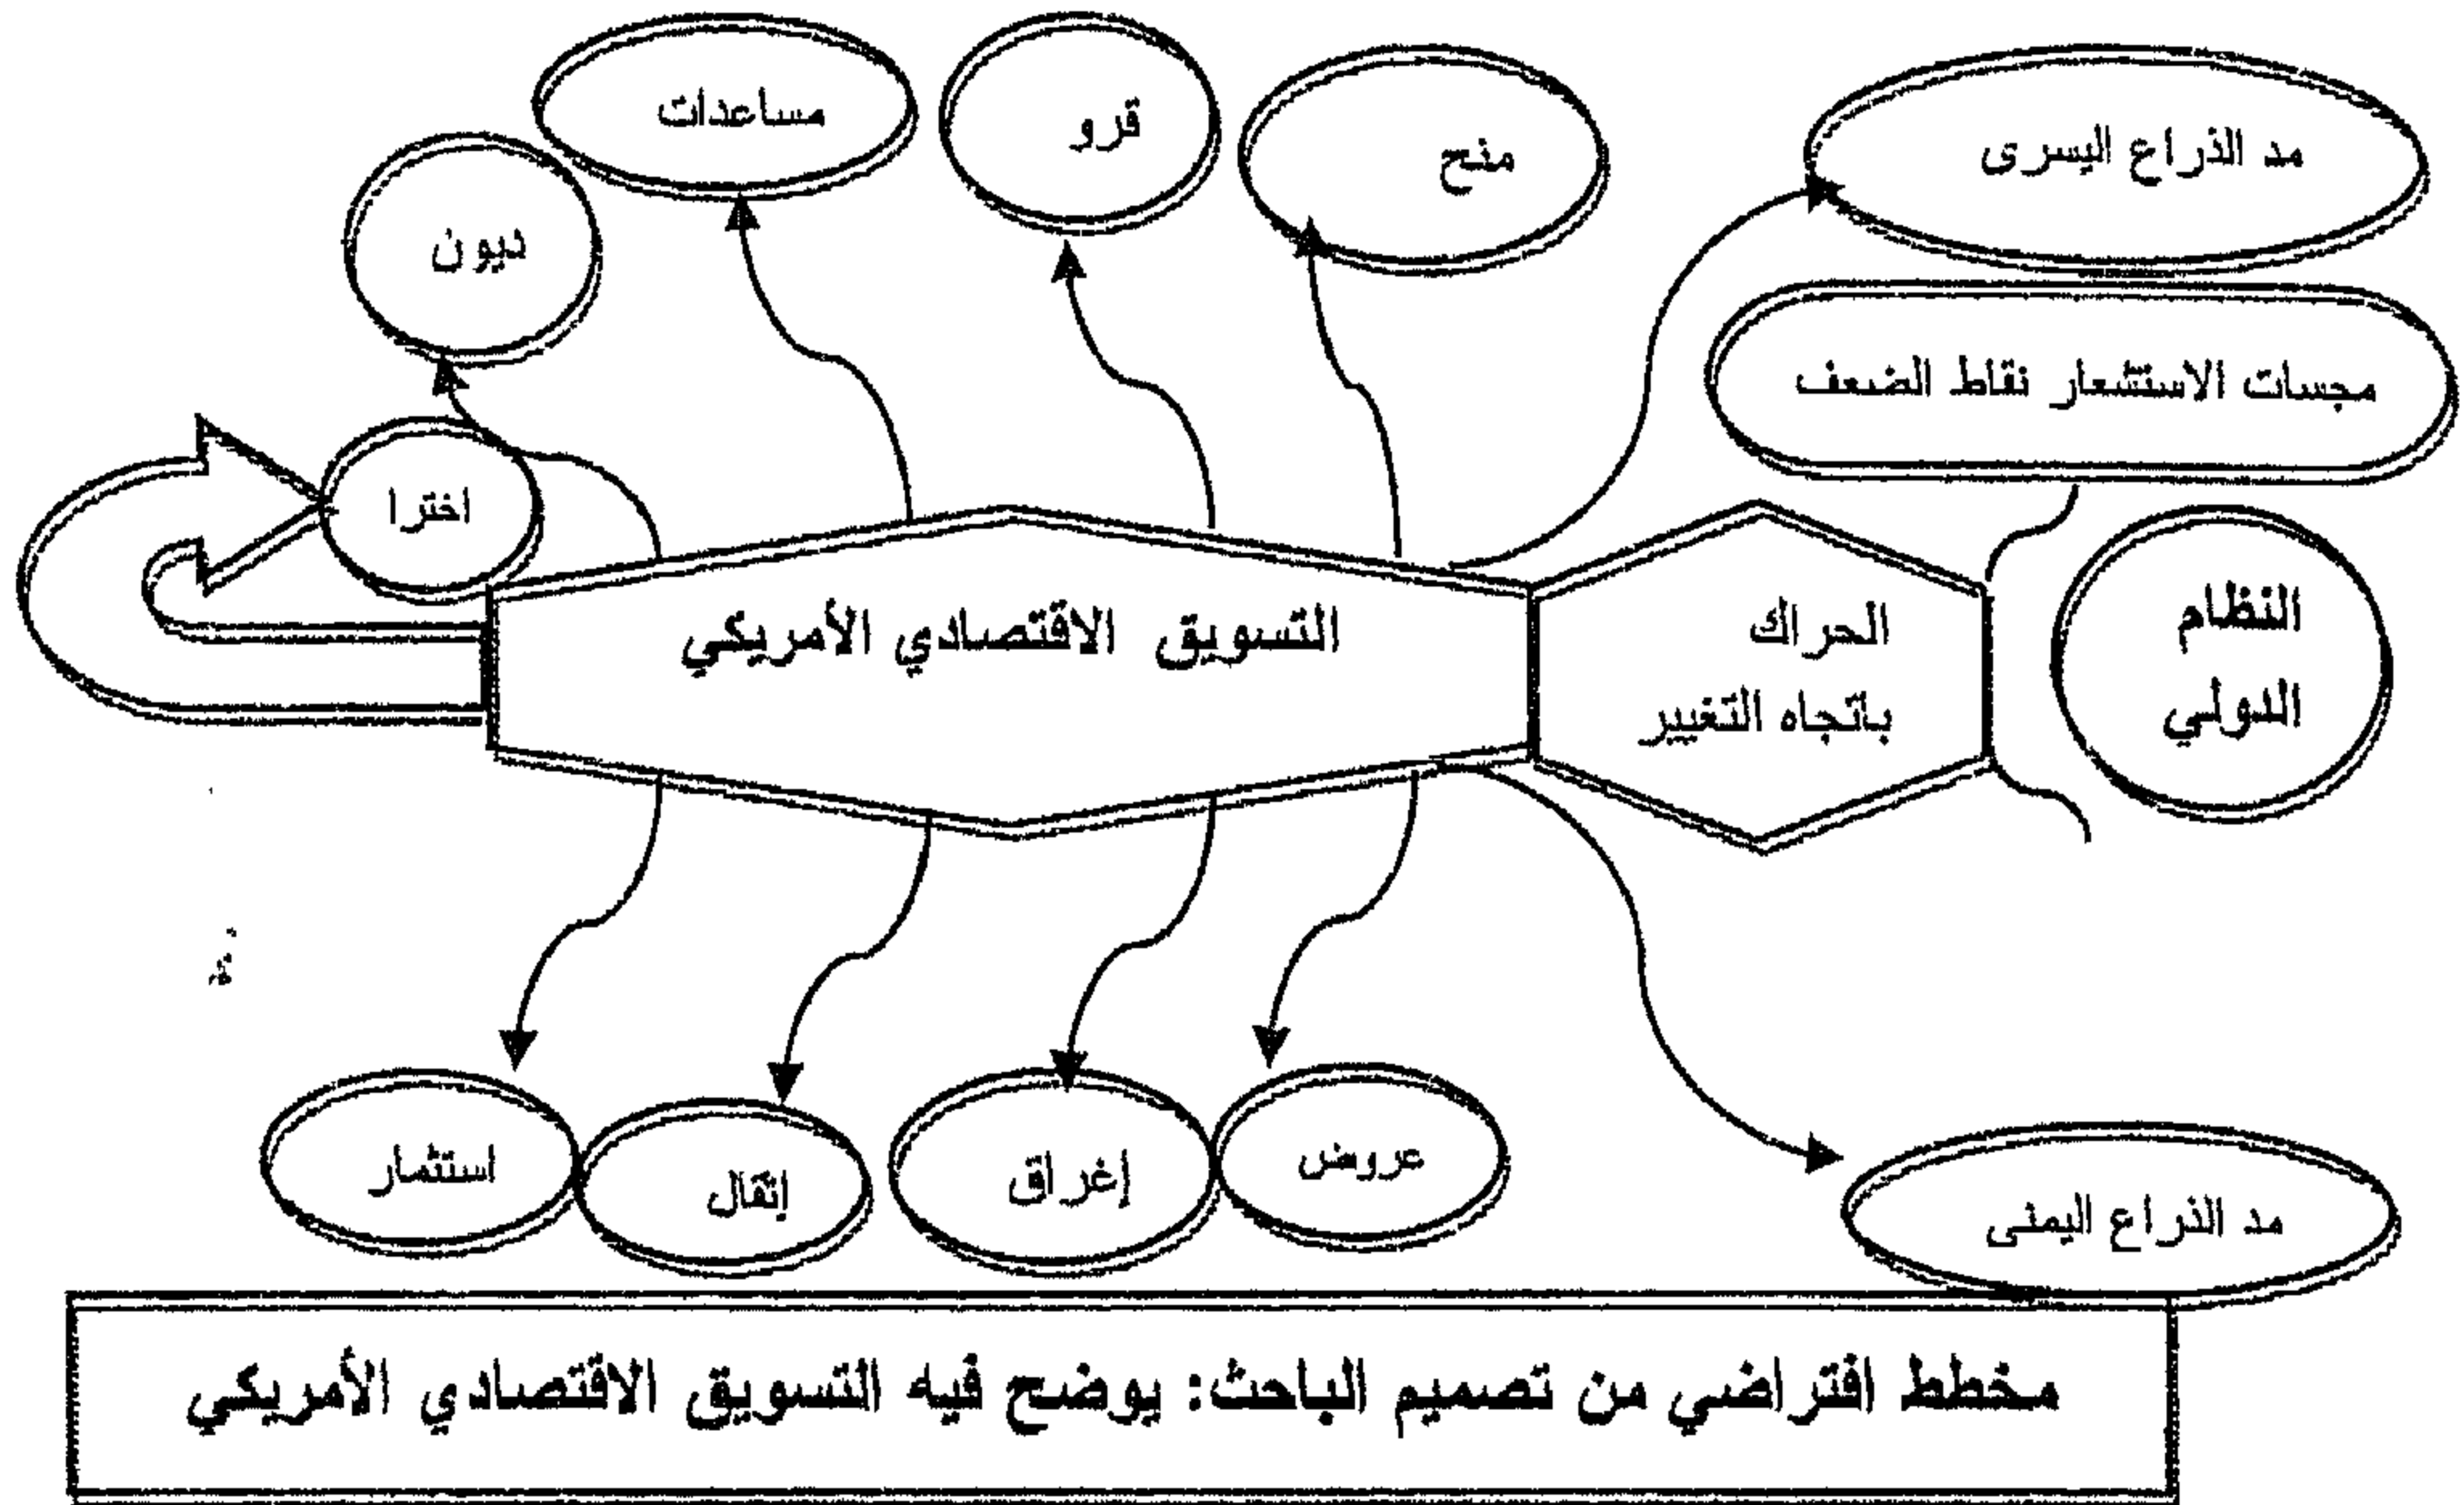 مد الذراع اليسرى
منح
قرو
مساعدات
ديون
مجسات الاستشعار نقاط الضعف
اخترا
النظام
الدولي
الحراك
باتجاه التغيير
التسويق الاقتصادي الأمريكي
عروض
إغراق
إثقال
استثمار
مد الذراع اليمنى
مخطط افتراضي من تصميم الباحث: يوضح فيه التسويق الاقتصادي الأمريكي